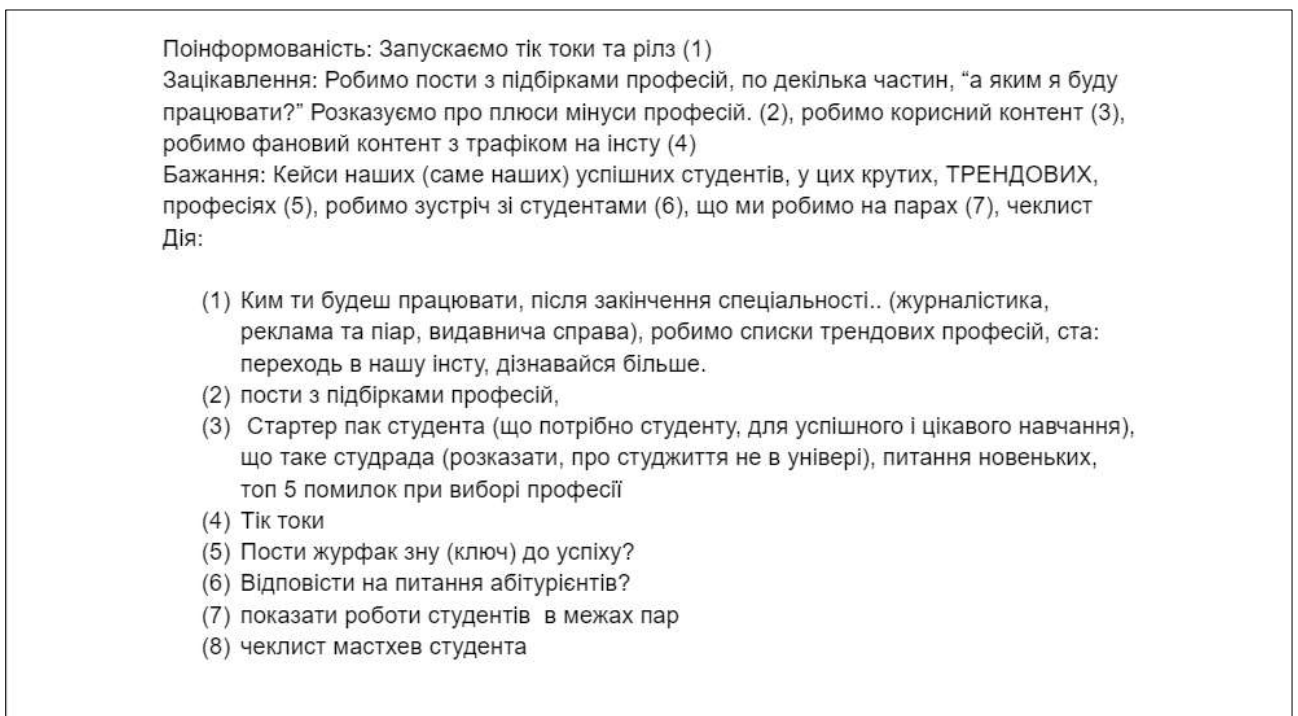 Поінформованість: Запускаємо тік токи та рілз (1)
Зацікавлення: Робимо пости з підбірками професій, по декілька частин, “а яким я буду
працювати?” Розказуємо про плюси мінуси професій. (2), робимо корисний контент (3),
робимо фановий контент з трафіком на інсту (4)
Бажання: Кейси наших (саме наших) успішних студентів, у цих крутих, ТРЕНДОВИХ,
професіях (5), робимо зустріч зі студентами (6), що ми робимо на парах (7), чеклист
Дія:
(1) Ким ти будеш працювати, після закінчення спеціальності.. (журналістика,
реклама та піар, видавнича справа), робимо списки трендових професій, ста:
переходь в нашу інсту, дізнавайся більше.
(2) пости з підбірками професій,
(3) Стартер пак студента (що потрібно студенту, для успішного і цікавого навчання),
що таке студрада (розказати, про студжиття не в універі), питання новеньких,
топ 5 помилок при виборі професії
(4) Тік токи
(5) Пости журфак зну (ключ) до успіху?
(6) Відповісти на питання абітурієнтів?
(7) показати роботи студентів в межах пар
(8) чеклист мастхев студента